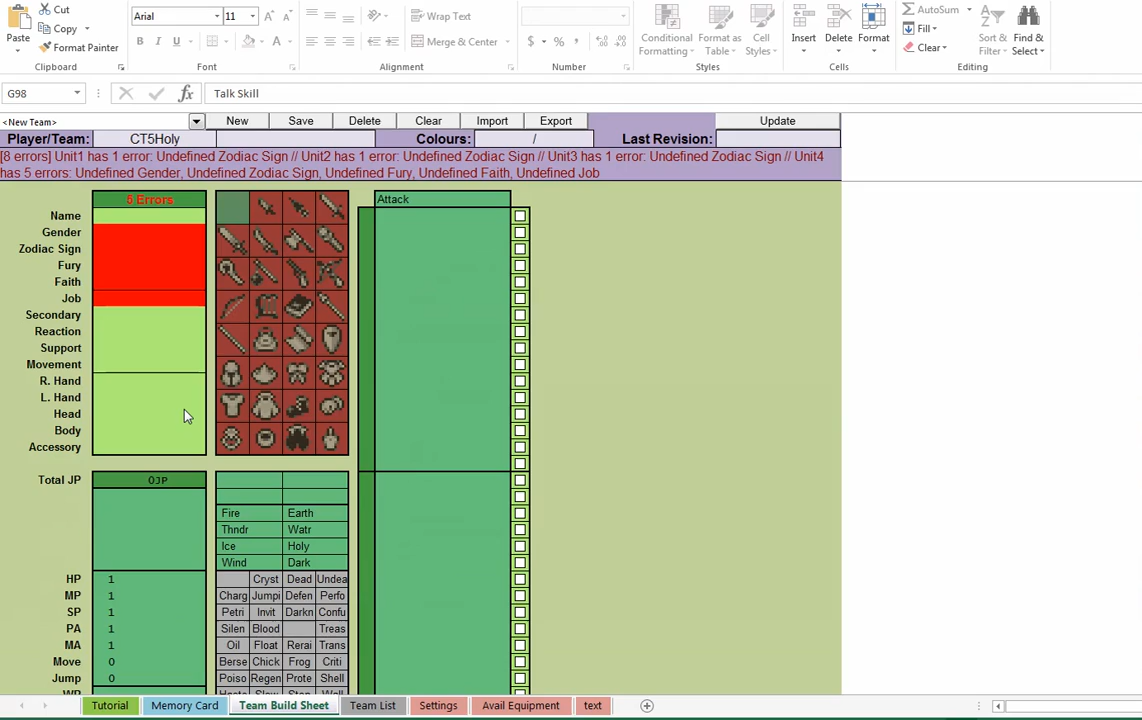 Cut
Arial 11
Wrap Text
AutoSum
Paste
Copy
Fill
Format Painter
B I U
Merge & Center
$ % ,
Conditional Formatting
Format as Table
Cell Styles
Insert
Delete
Format
Clear
Sort & Filter
Find & Select
Clipboard
Font
Alignment
Number
Styles
Cells
Editing
G98 fx Talk Skill
<New Team> New Save Delete Clear Import Export Update
Player/Team: CT5Holy Colours: / Last Revision:
[8 errors] Unit1 has 1 error: Undefined Zodiac Sign // Unit2 has 1 error: Undefined Zodiac Sign // Unit3 has 1 error: Undefined Zodiac Sign // Unit4
has 5 errors: Undefined Gender, Undefined Zodiac Sign, Undefined Fury, Undefined Faith, Undefined Job
5 Errors Attack
Name
Gender
Zodiac Sign
Fury
Faith
Job
Secondary
Reaction
Support
Movement
R. Hand
L. Hand
Head
Body
Accessory
Total JP 0JP
Fire Earth
Thndr Watr
Ice Holy
Wind Dark
HP 1 Cryst Dead Undea
MP 1 Charg Jumpi Defen Perfo
SP 1 Petri Invit Darkn Confu
PA 1 Silen Blood Treas
MA 1 Oil Float Rerai Trans
Move 0 Berse Chick Frog Criti
Jump 0 Poiso Regen Prote Shell
Tutorial Memory Card Team Build Sheet Team List Settings Avail Equipment text